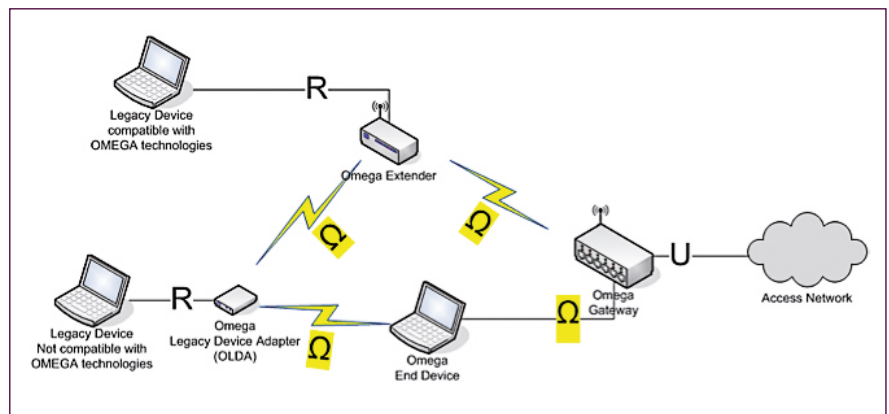 R
Legacy Device
compatible with
OMEGA technologies
Omega Extender
Ω
Ω
U
Omega
Gateway
Access Network
R
Legacy Device
Not compatible with
OMEGA technologies
Omega
Legacy Device Adapter
(OLDA)
Ω
Omega
End Device
Ω